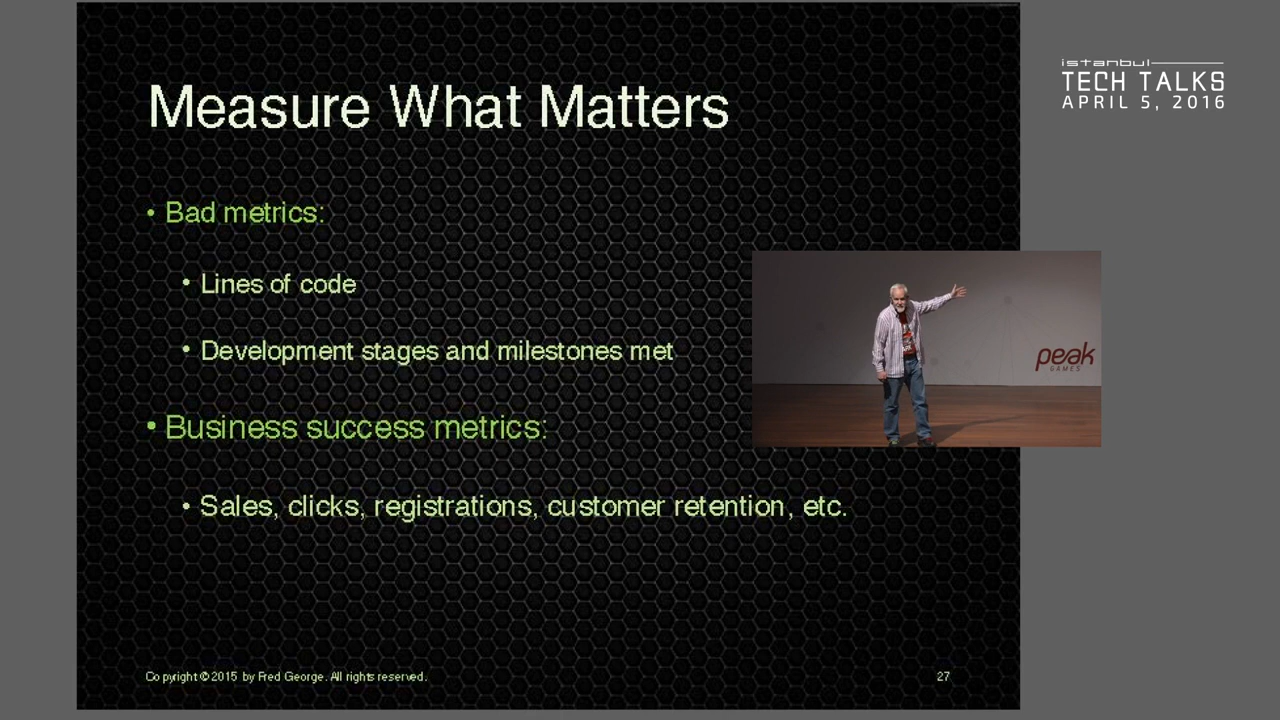 Measure What Matters
• Bad metrics:
• Lines of code
• Development stages and milestones met
• Business success metrics:
• Sales, clicks, registrations, customer retention, etc.
Copyright © 2015 by Fred George. All rights reserved.
27
istanbul
TECH TALKS
APRIL 5, 2016
peak
GAMES